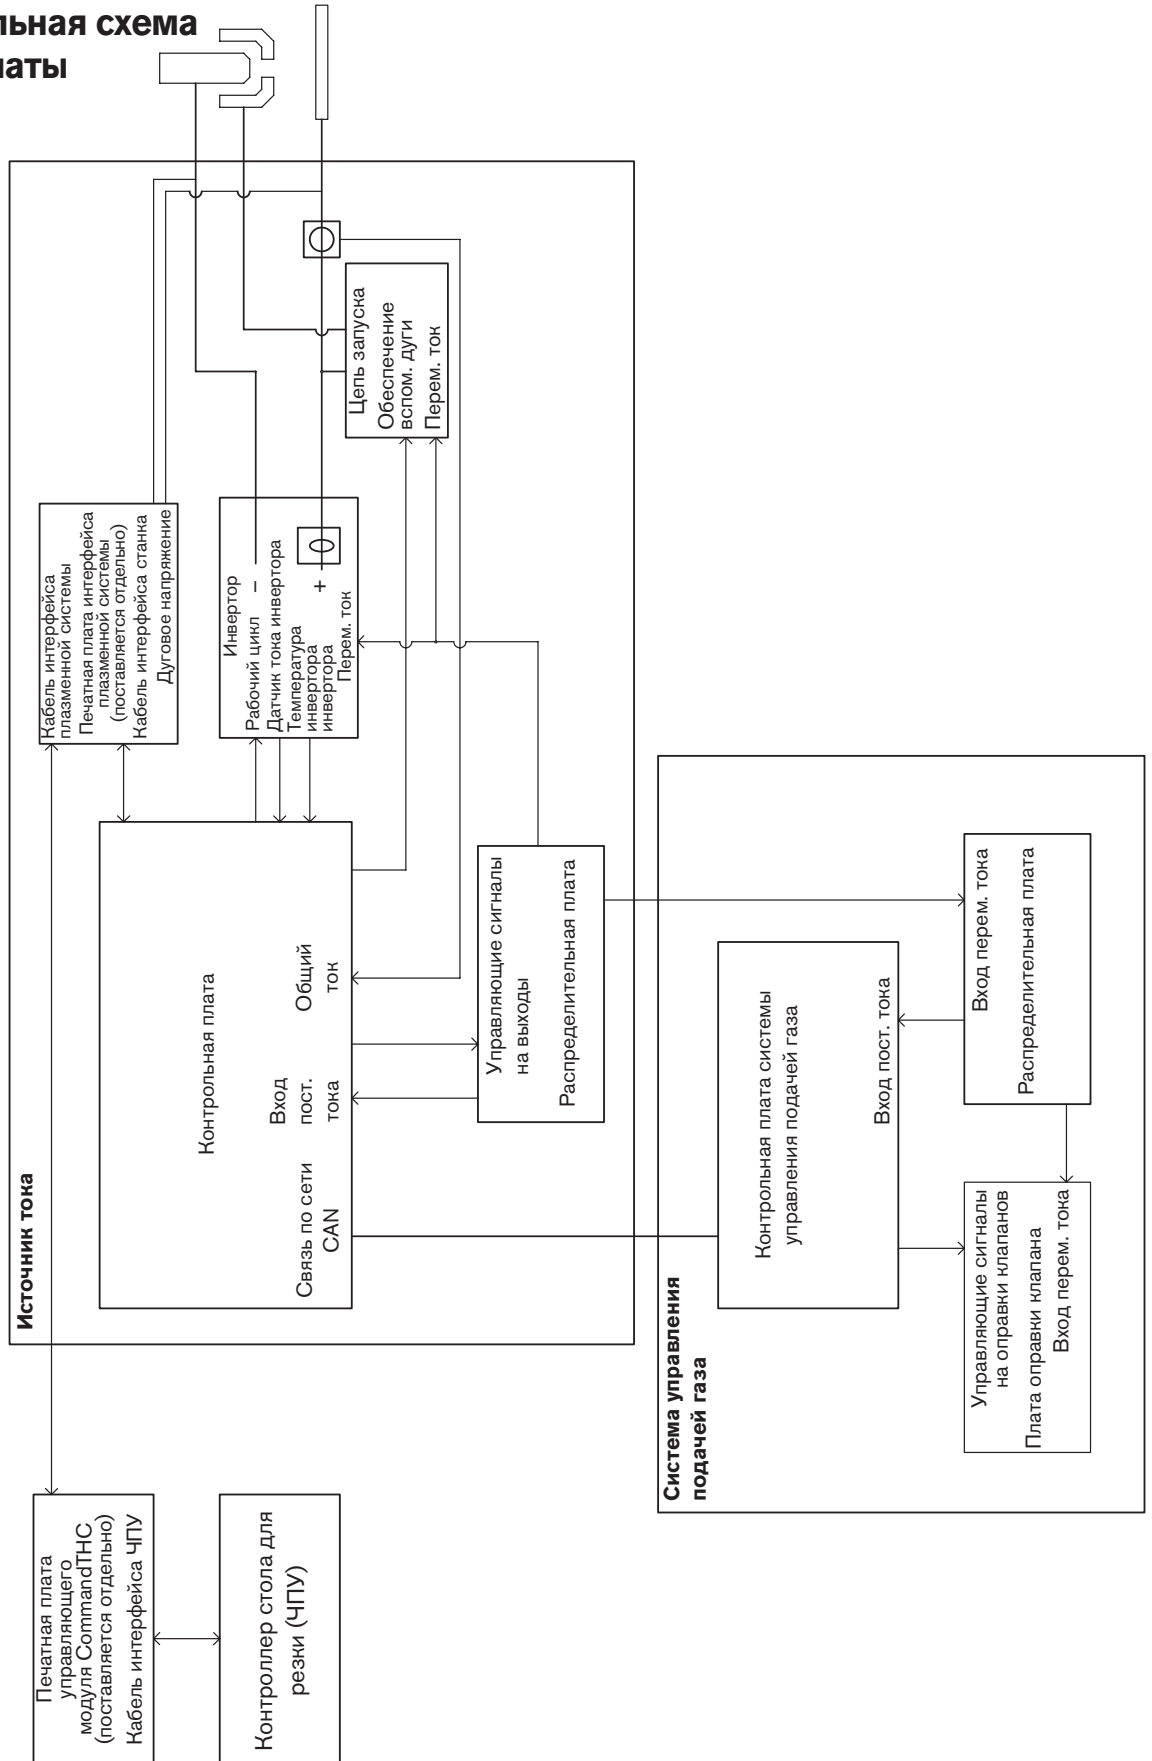 льная схема
латы
Источник тока
Кабель интерфейса
плазменной системы
Печатная плата интерфейса
плазменной системы
(поставляется отдельно)
Кабель интерфейса станка
Дуговое напряжение
Инвертор
Рабочий цикл –
Датчик тока инвертора
Температура
инвертора +
инвертора
Перем. ток
Цепь запуска
Обеспечение
вспом. дуги
Перем. ток
Контрольная плата
Связь по сети
CAN
Вход
пост.
тока
Общий
ток
Управляющие сигналы
на выходы
Распределительная плата
Печатная плата
управляющего
модуля CommandTHC
(поставляется отдельно)
Кабель интерфейса ЧПУ
Контроллер стола для
резки (ЧПУ)
Система управления
подачей газа
Контрольная плата системы
управления подачей газа
Вход пост. тока
Вход перем. тока
Распределительная плата
Управляющие сигналы
на оправки клапанов
Плата оправки клапана
Вход перем. тока